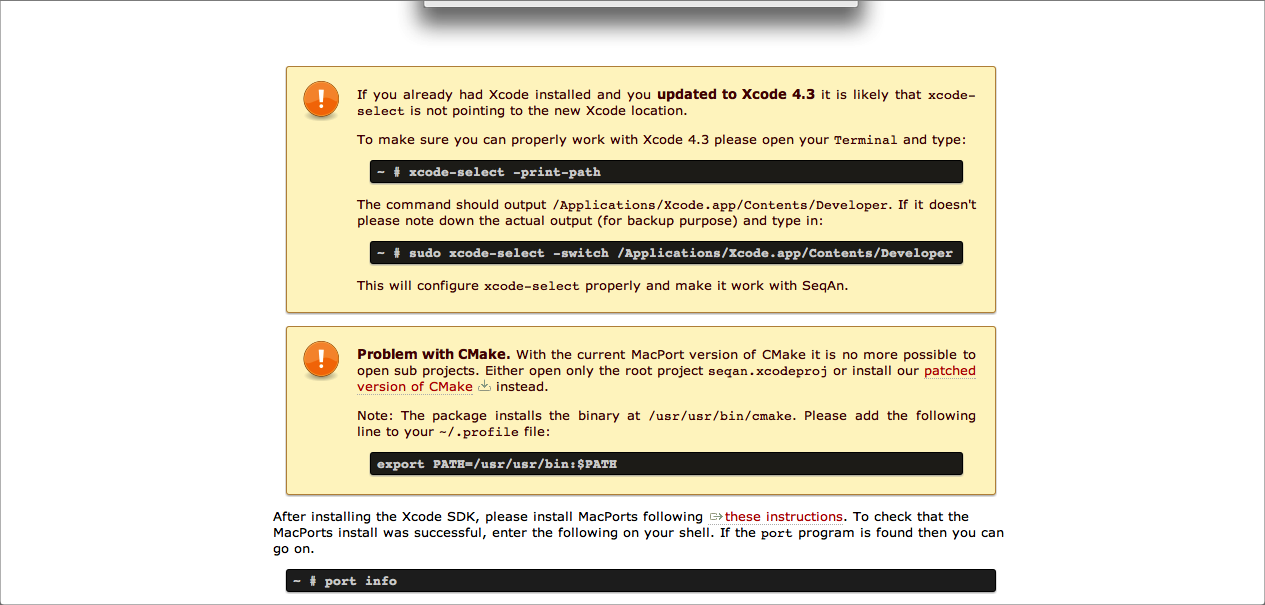 If you already had Xcode installed and you updated to Xcode 4.3 it is likely that xcode-
select is not pointing to the new Xcode location.
To make sure you can properly work with Xcode 4.3 please open your Terminal and type:
~ # xcode-select -print-path
The command should output /Applications/Xcode.app/Contents/Developer. If it doesn't
please note down the actual output (for backup purpose) and type in:
~ # sudo xcode-select -switch /Applications/Xcode.app/Contents/Developer
This will configure xcode-select properly and make it work with SeqAn.
Problem with CMake. With the current MacPort version of CMake it is no more possible to
open sub projects. Either open only the root project seqan.xcodeproj or install our patched
version of CMake instead.
Note: The package installs the binary at /usr/usr/bin/cmake. Please add the following
line to your ~/.profile file:
export PATH=/usr/usr/bin:$PATH
After installing the Xcode SDK, please install MacPorts following these instructions. To check that the
MacPorts install was successful, enter the following on your shell. If the port program is found then you can
go on.
~ # port info